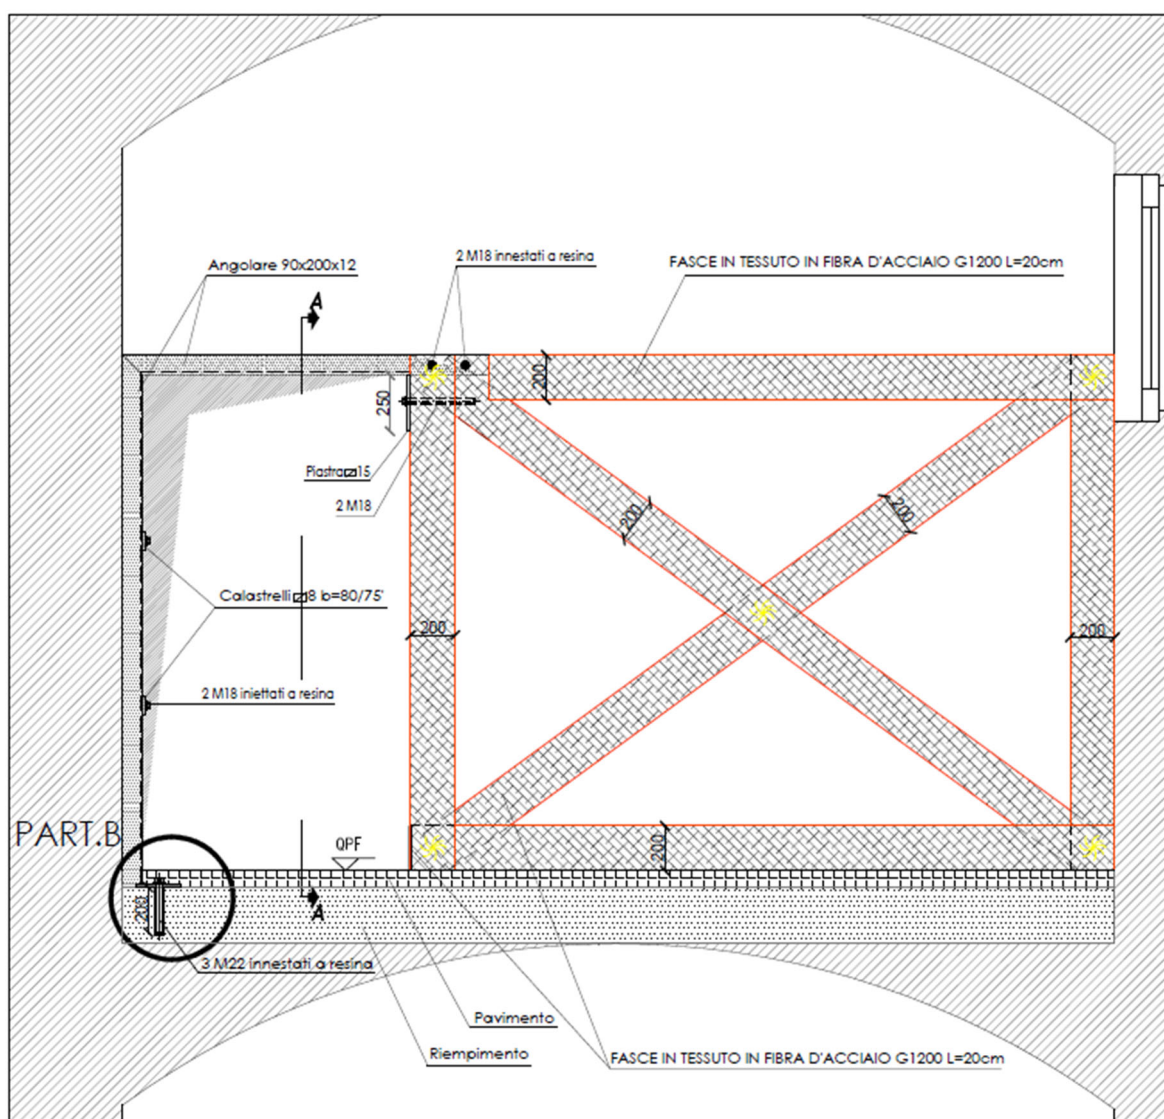 2 M18 innestati a resina
Angolare 90x200x12
FASCE IN TESSUTO IN FIBRA D'ACCIAIO G1200 L=20cm
A
200
250
Piastra 15
2 M18
200
200
Calastrelli 8 b=80/75'
200
200
2 M18 iniettati a resina
PART.B
QPF
200
200
A
3 M22 innestati a resina
Pavimento
Riempimento
FASCE IN TESSUTO IN FIBRA D'ACCIAIO G1200 L=20cm